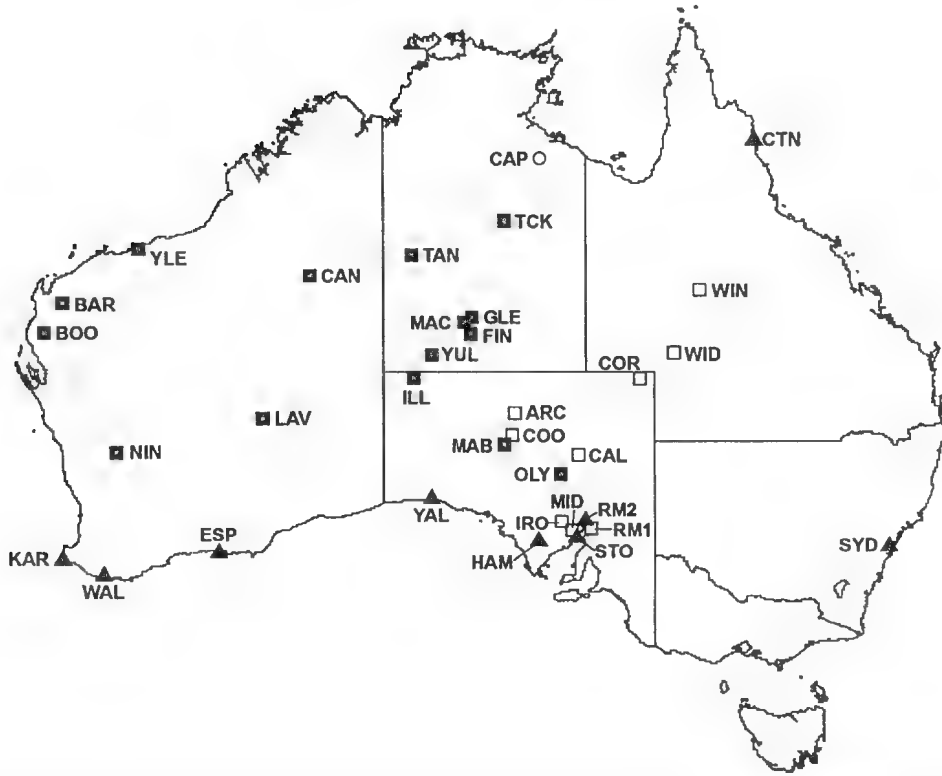 CTN
CAP
TCK
YLE
TAN
CAN
WIN
BAR
GLE
MAC
BOO
FIN
YUL
WID
COR
ILL
ARC
LAV
COO
MAB
NIN
CAL
OLY
MID
YAL
RM2
IRO
RM1
ESP
SYD
STO
KAR
HAM
WAL